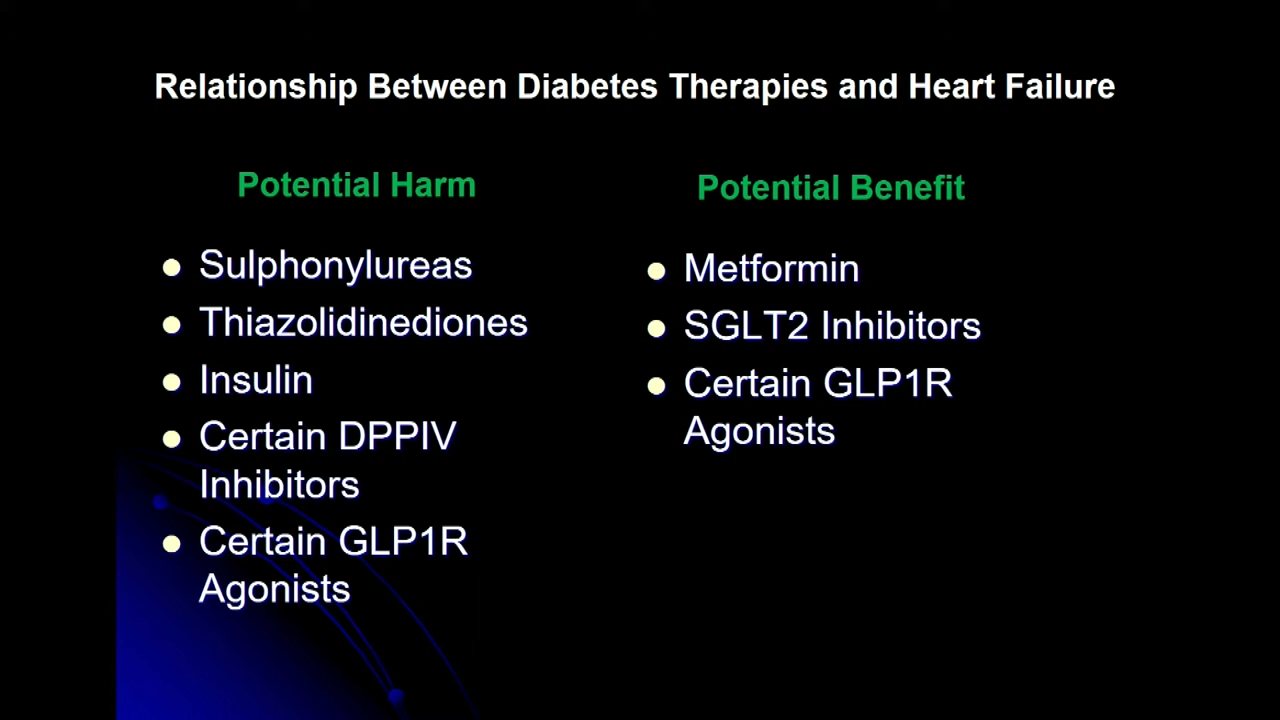 Relationship Between Diabetes Therapies and Heart Failure
Potential Harm
Sulphonylureas
Thiazolidinediones
Insulin
Certain DPPIV
Inhibitors
Certain GLP1R
Agonists
Potential Benefit
Metformin
SGLT2 Inhibitors
Certain GLP1R
Agonists